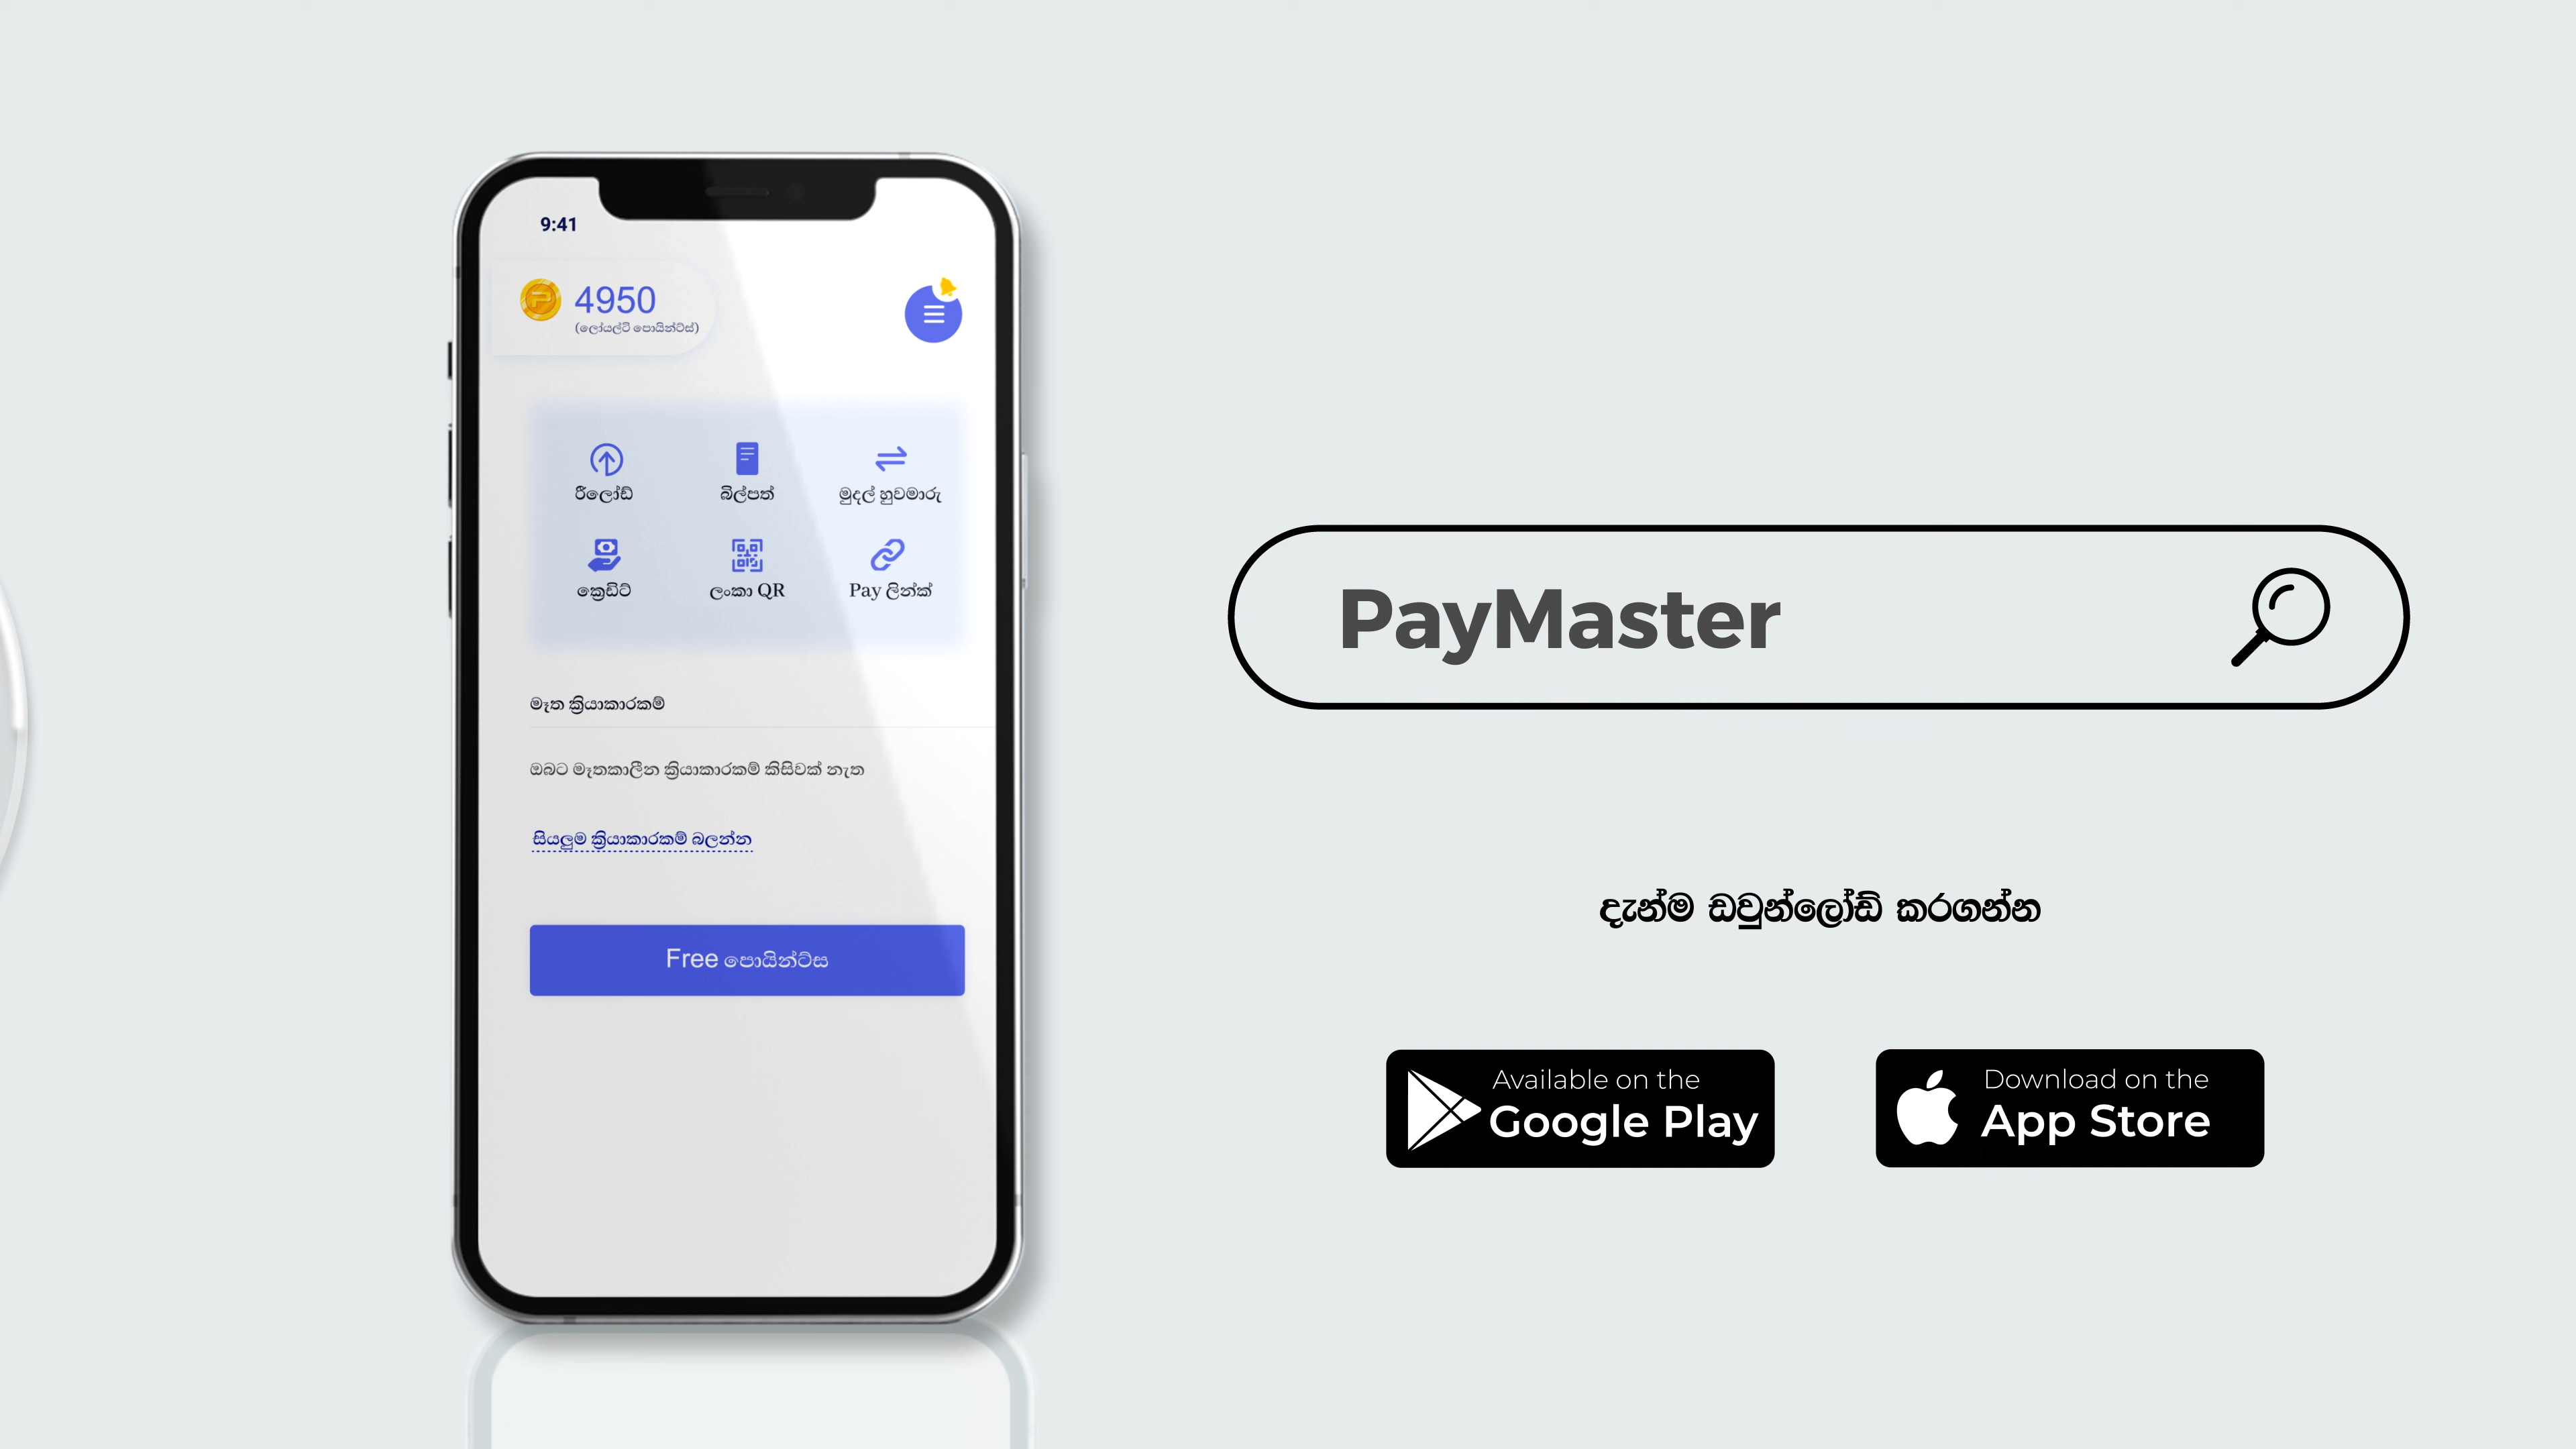 9:41
4950
(ලෝයල්ටි පොයින්ට්ස්)
රීලෝඩ්
බිල්පත්
මුදල් හුවමාරු
ක්‍රෙඩිට්
ලංකා QR
Pay ලින්ක්
මෑත ක්‍රියාකාරකම්
ඔබට මෑතකාලීන ක්‍රියාකාරකම් කිසිවක් නැත
සියලුම ක්‍රියාකාරකම් බලන්න
Free පොයින්ට්ස
PayMaster
දැන්ම ඩවුන්ලෝඩ් කරගන්න
Available on the
Google Play
Download on the
App Store